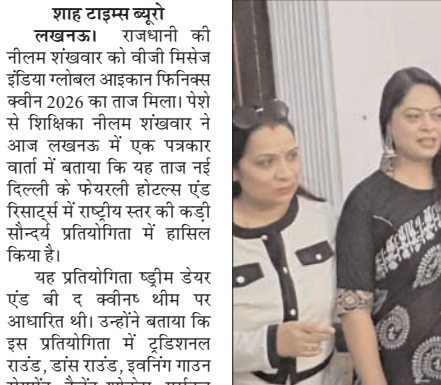 शाह टाइम्स ब्यूरो
लखनऊ। राजधानी की
नीलम शंखवार को वीजी मिसेज
इंडिया ग्लोबल आइकान फिनिक्स
क्वीन 2026 का ताज मिला। पेशे
से शिक्षिका नीलम शंखवार ने
आज लखनऊ में एक पत्रकार
वार्ता में बताया कि यह ताज नई
दिल्ली के फेयरली होटल्स एंड
रिसार्ट्स में राष्ट्रीय स्तर की कड़ी
सौन्दर्य प्रतियोगिता में हासिल
किया है।
यह प्रतियोगिता ष्ड्रीम डेयर
एंड बी द क्वीनष् थीम पर
आधारित थी। उन्होंने बताया कि
इस प्रतियोगिता में ट्रडिशनल
राउंड, डांस राउंड, इवनिंग गाउन